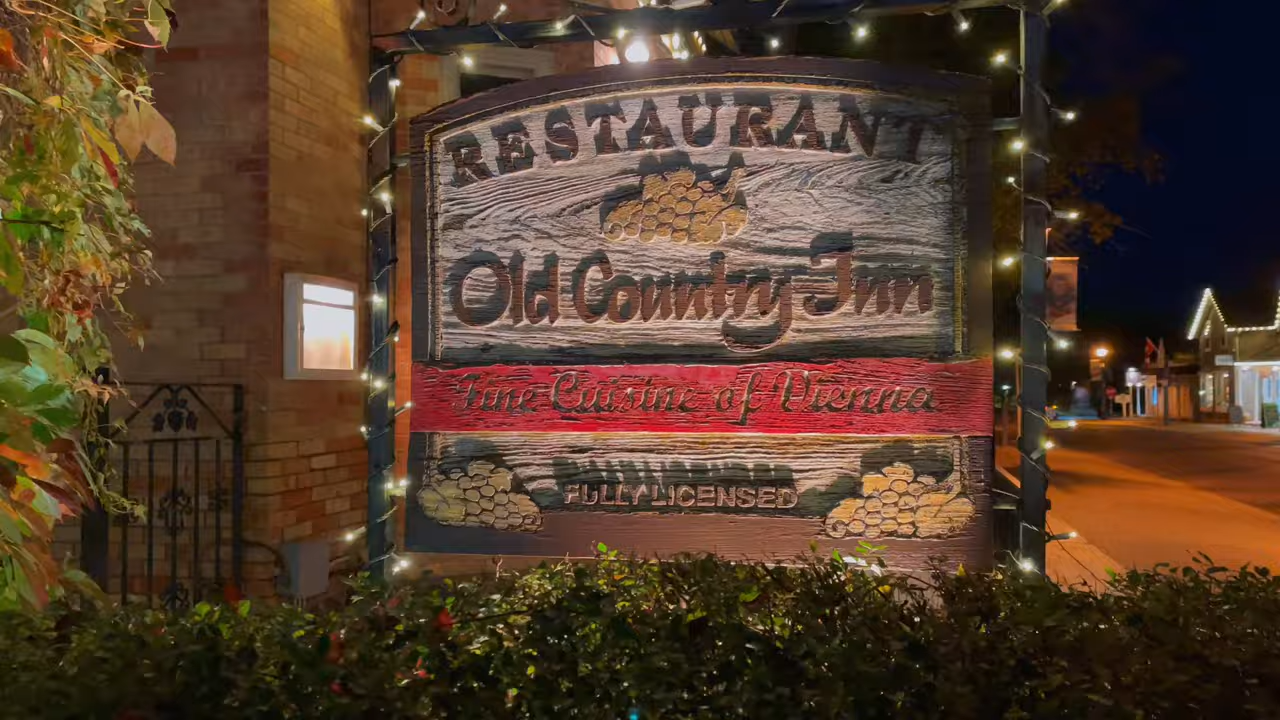 RESTAURANT
Old Country Inn
Fine Cuisine of Vienna
FULLY LICENSED